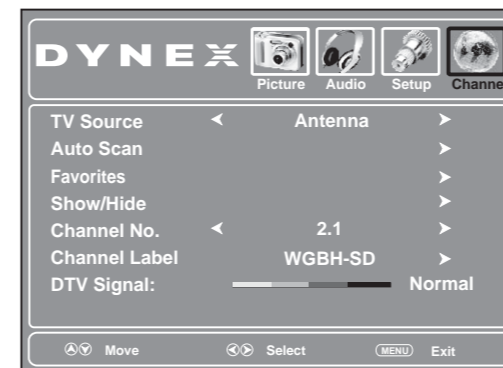 DYNEX
Picture Audio Setup Channe
TV Source Antenna
Auto Scan
Favorites
Show/Hide
Channel No. 2.1
Channel Label WGBH-SD
DTV Signal: Normal
Move Select MENU Exit